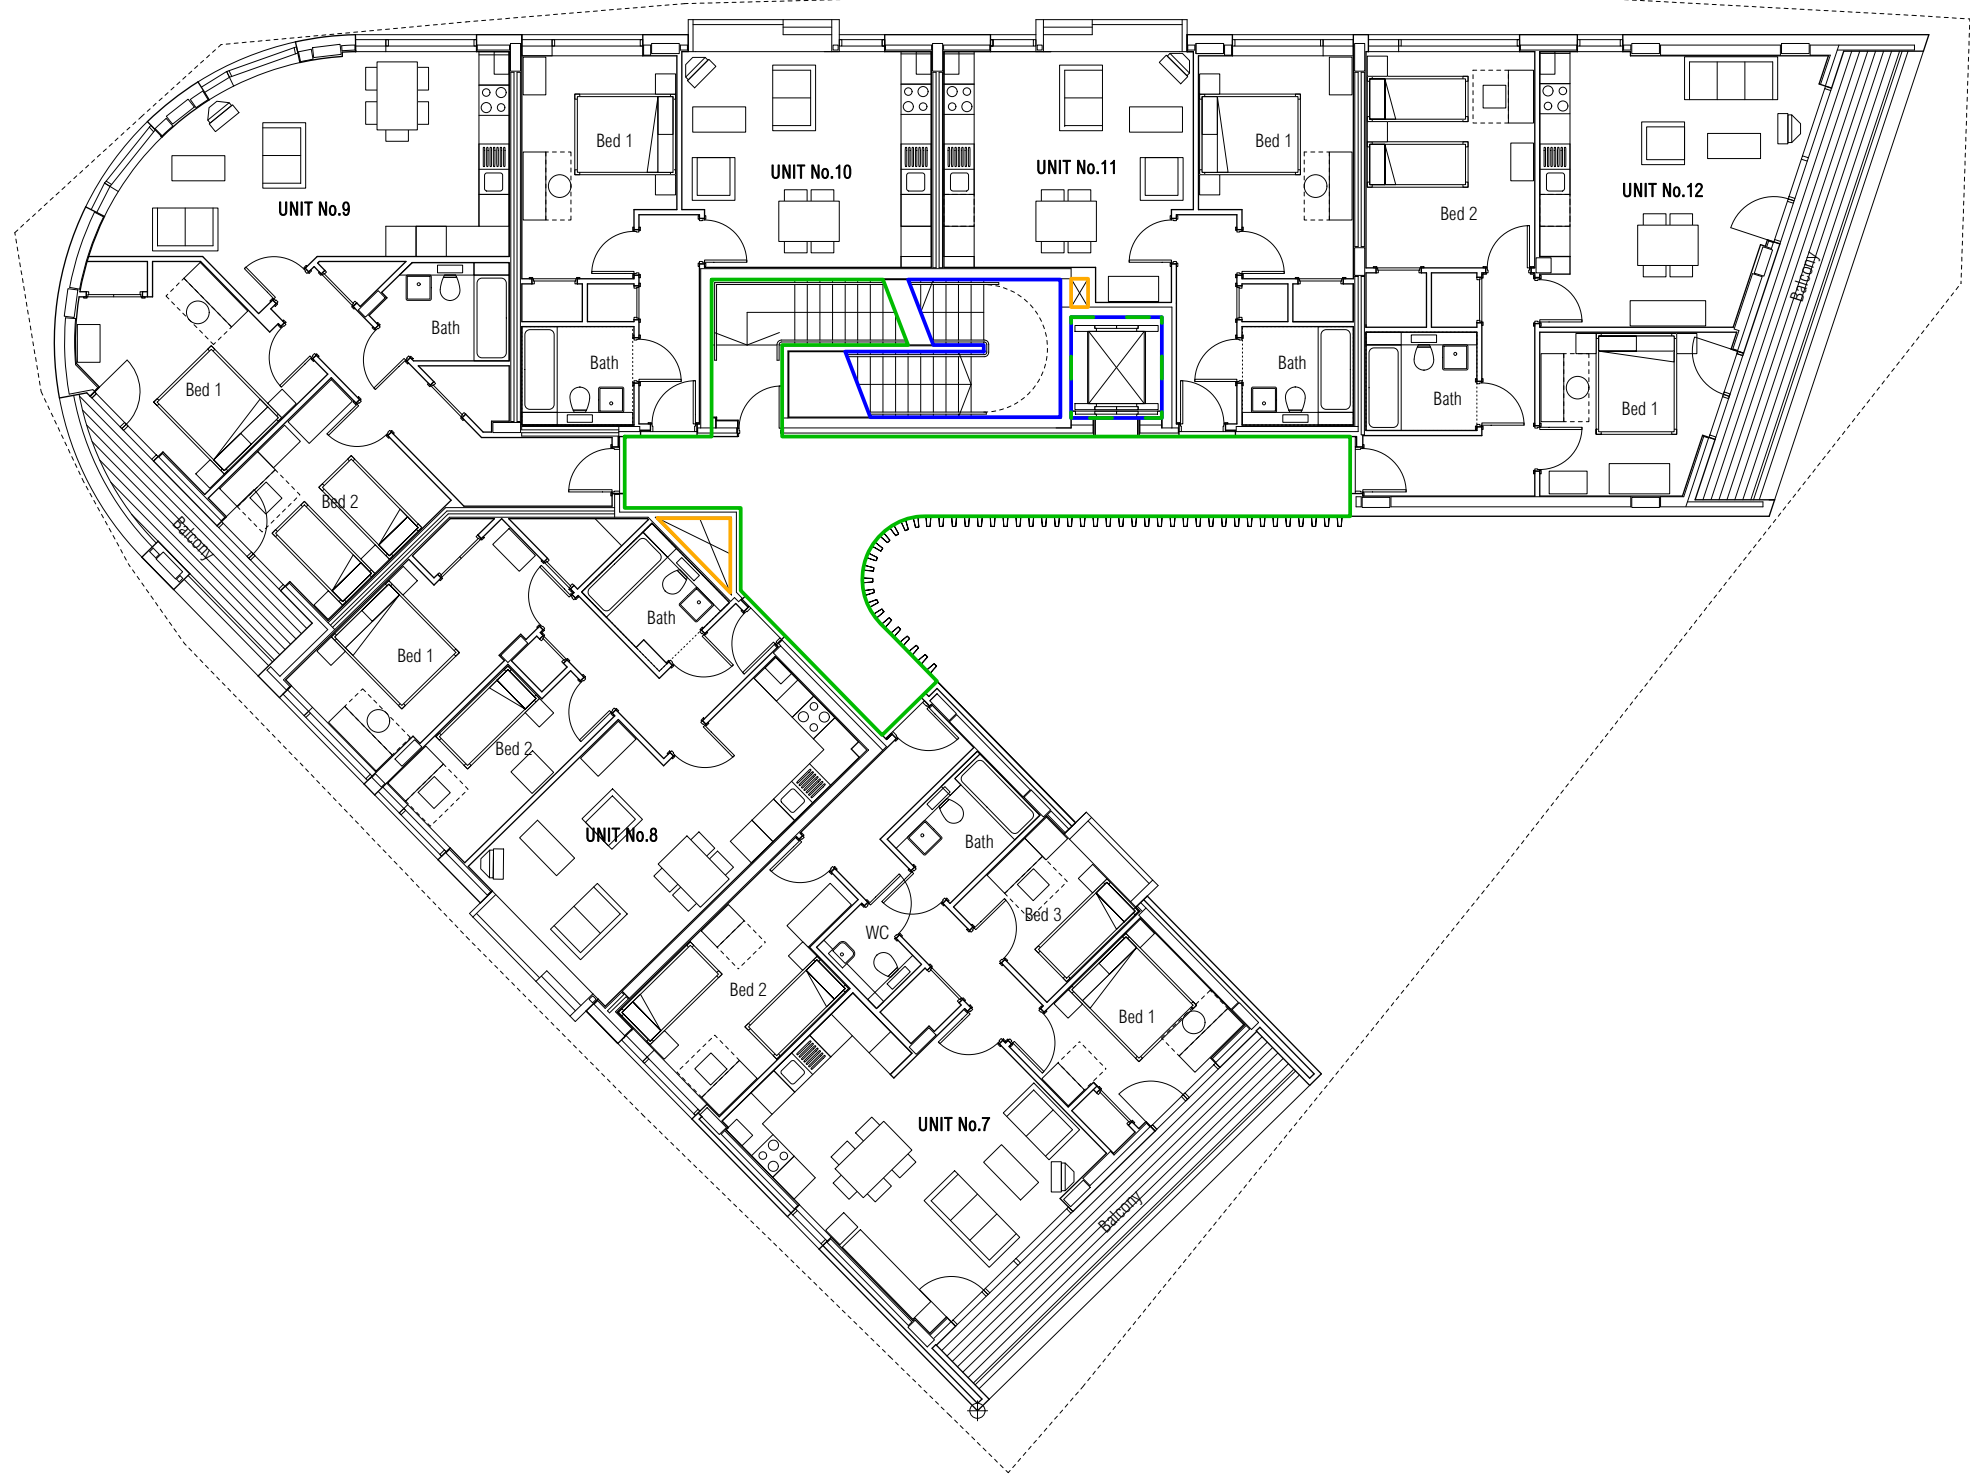 Bed 1
Bed 1
UNIT No.10
UNIT No.11
UNIT No.9
UNIT No.12
Bed 2
Balcony
Bath
Bath
Bath
Bed 1
Bath
Bed 1
Bed 2
Balcony
Bath
Bed 1
Bed 2
UNIT No.8
Bath
Bed 3
WC
Bed 2
Bed 1
UNIT No.7
Balcony